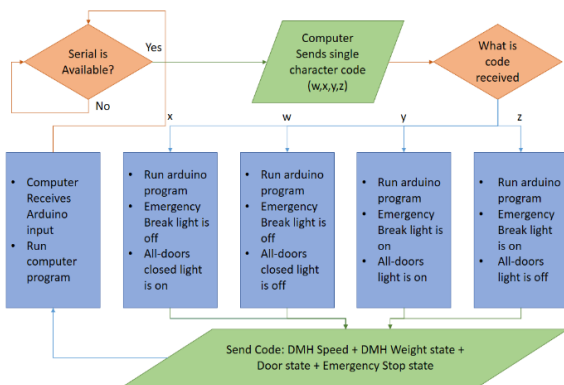 Serial is
Available?
Yes
No
Computer
Sends single
character code
(w,x,y,z)
What is
code
received
x
w
y
z
• Computer
Receives
Arduino
input
• Run
computer
program
• Run arduino
program
• Emergency
Break light is
off
• All-doors
closed light
is on
• Run arduino
program
• Emergency
Break light is
off
• All-doors
closed light
is off
• Run arduino
program
• Emergency
Break light is
on
• All-doors
light is on
• Run arduino
program
• Emergency
Break light is
on
• All-doors
light is off
Send Code: DMH Speed + DMH Weight state +
Door state + Emergency Stop state